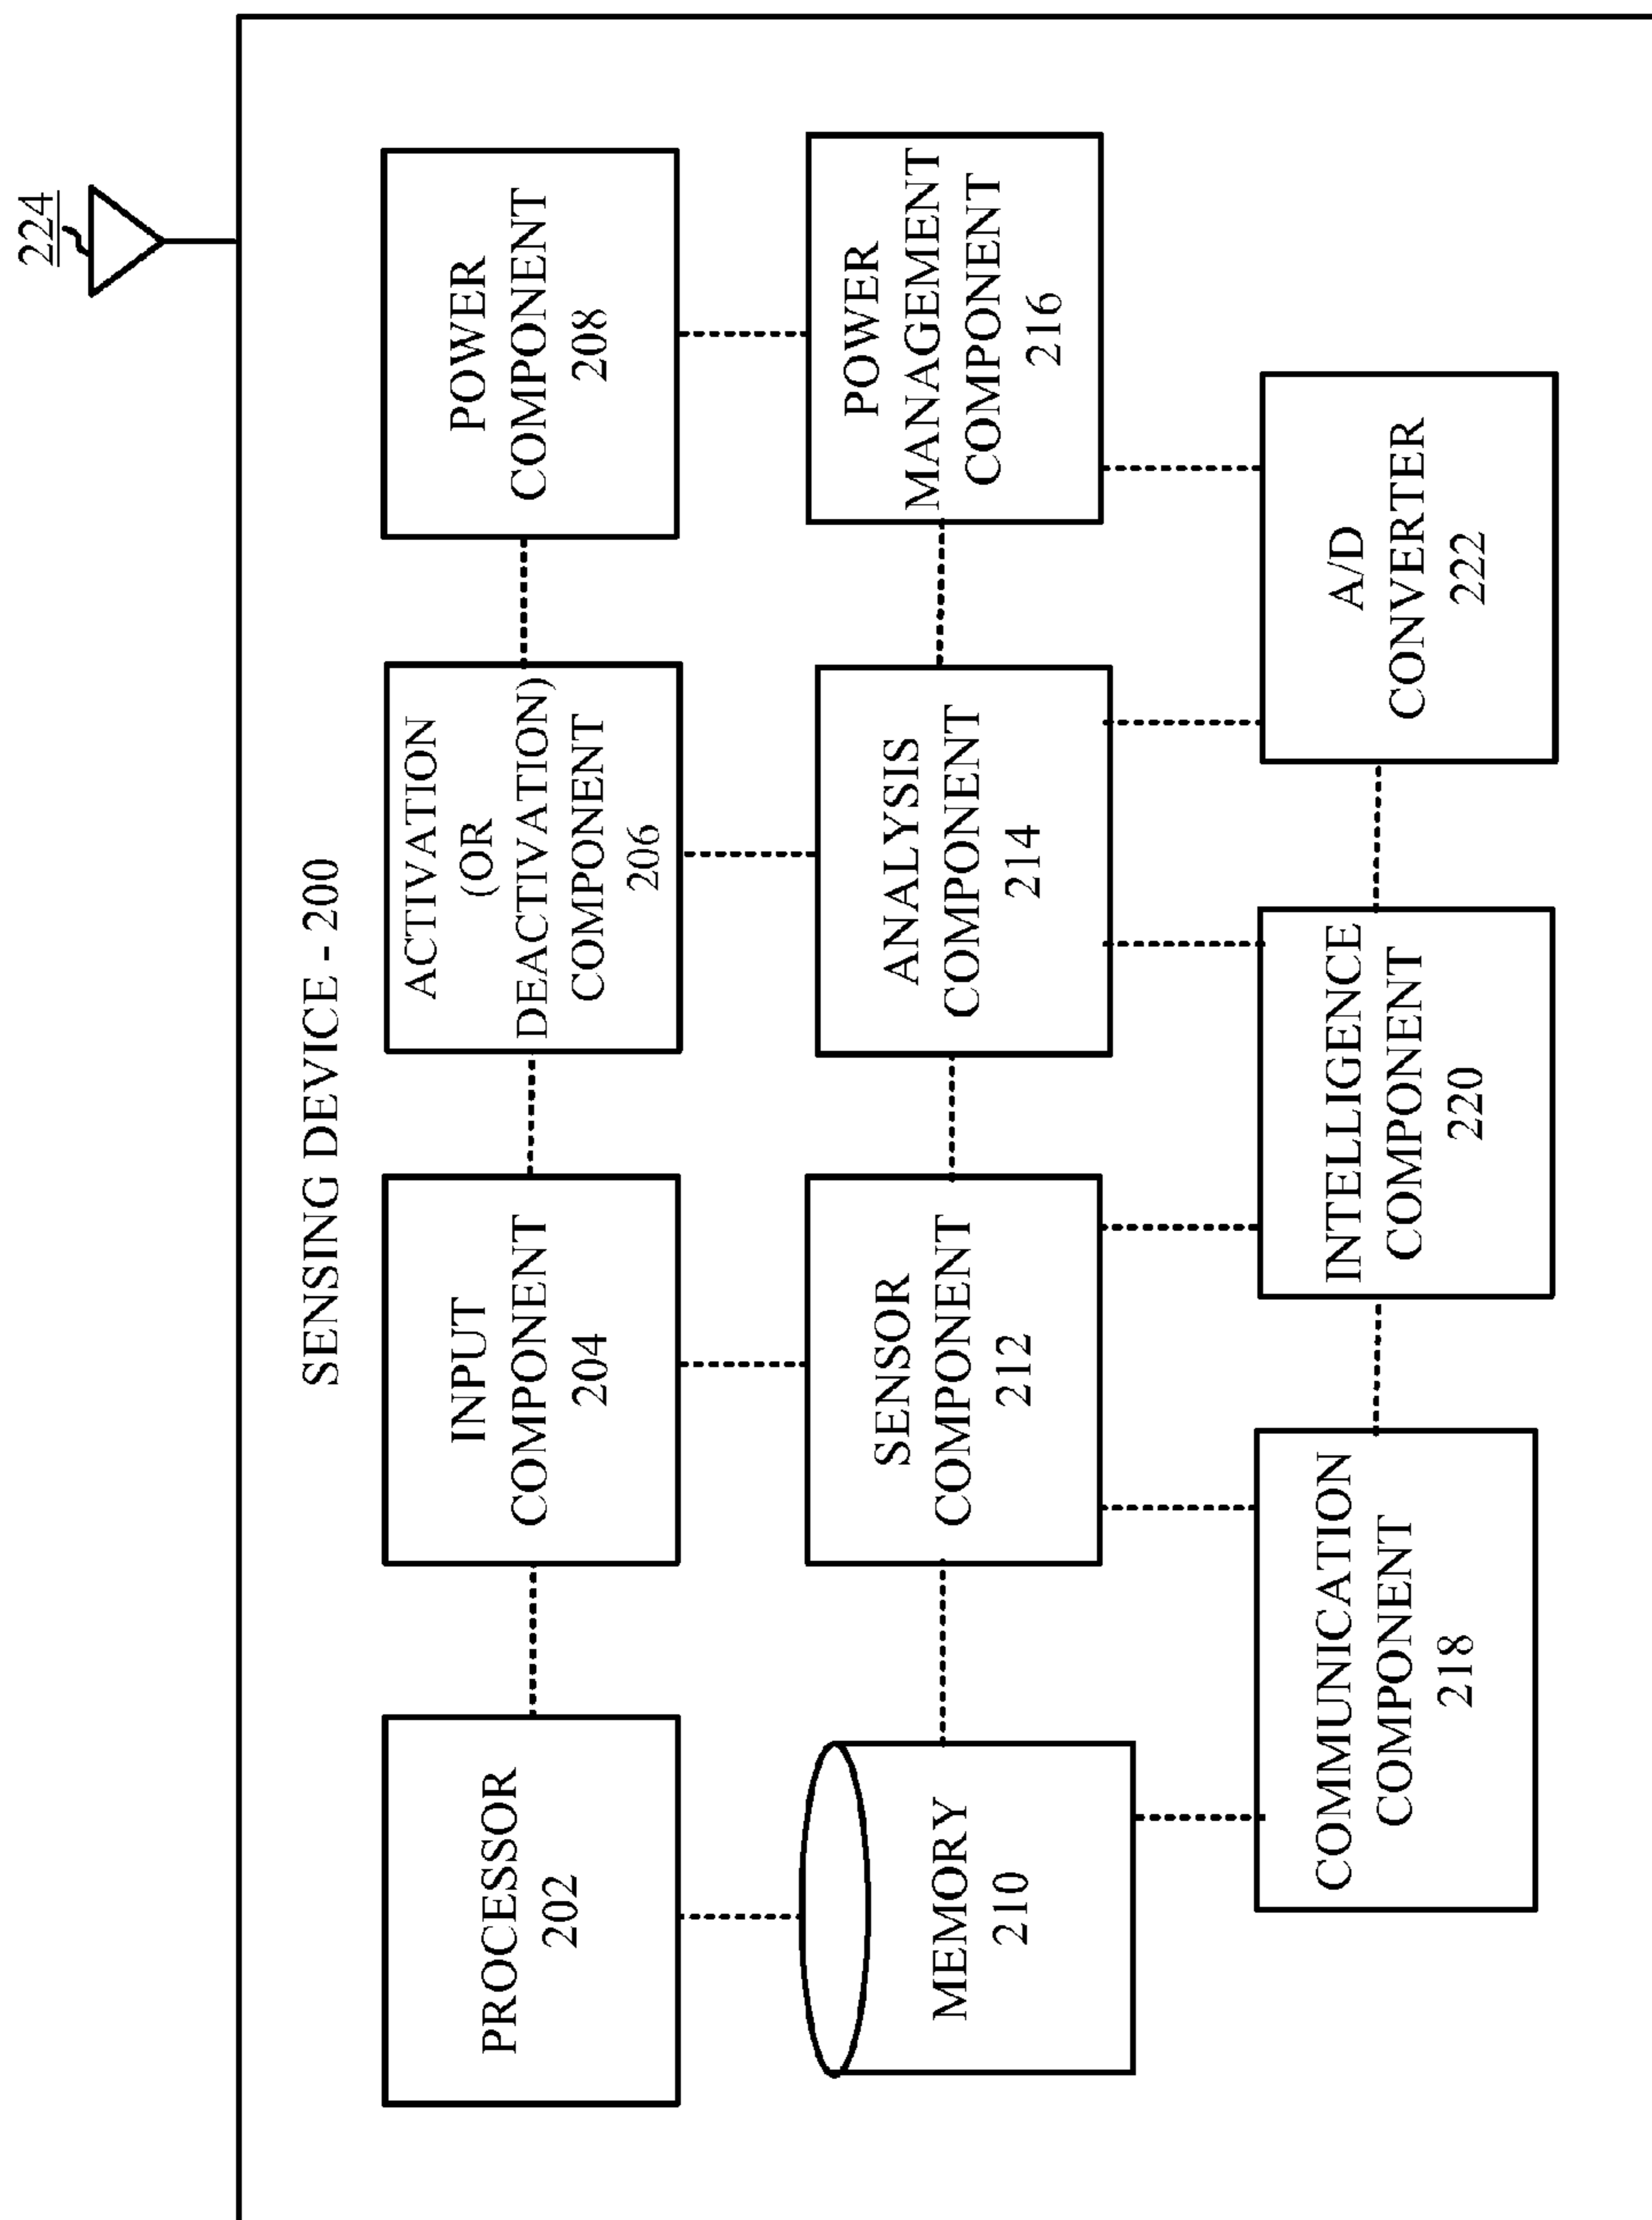 224
SENSING DEVICE - 200
PROCESSOR
202
INPUT
COMPONENT
204
ACTIVATION
(OR
DEACTIVATION)
COMPONENT
206
POWER
COMPONENT
208
MEMORY
210
SENSOR
COMPONENT
212
ANALYSIS
COMPONENT
214
POWER
MANAGEMENT
COMPONENT
216
COMMUNICATION
COMPONENT
218
INTELLIGENCE
COMPONENT
220
A/D
CONVERTER
222